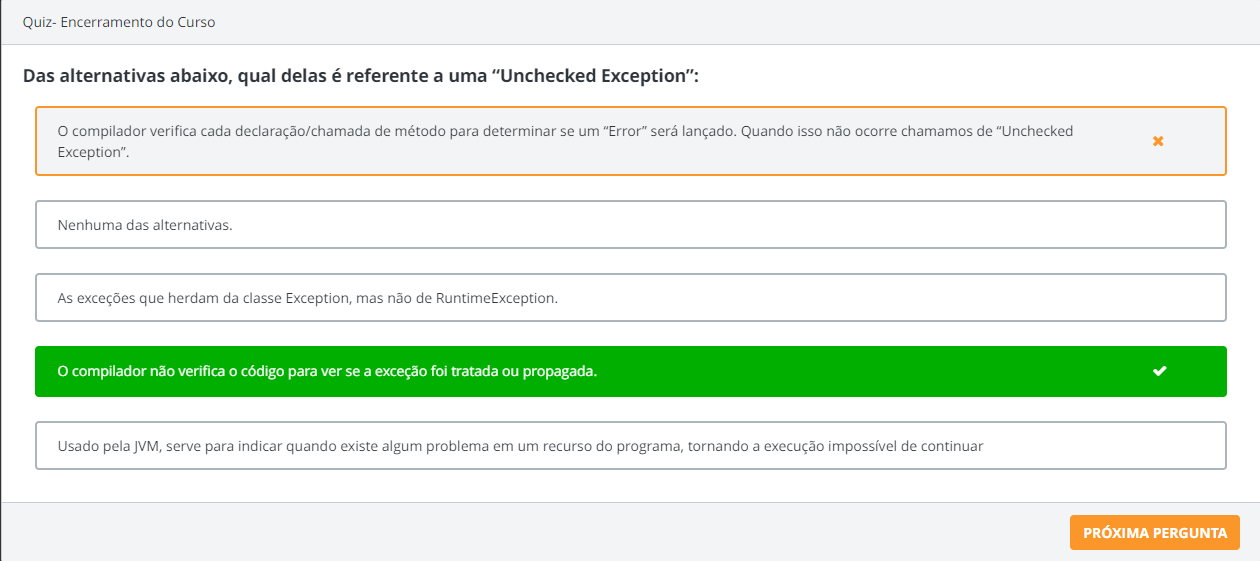 Quiz- Encerramento do Curso
Das alternativas abaixo, qual delas é referente a uma “Unchecked Exception”:
O compilador verifica cada declaração/chamada de método para determinar se um “Error” será lançado. Quando isso não ocorre chamamos de “Unchecked
Exception”.
Nenhuma das alternativas.
As exceções que herdam da classe Exception, mas não de RuntimeException.
O compilador não verifica o código para ver se a exceção foi tratada ou propagada.
Usado pela JVM, serve para indicar quando existe algum problema em um recurso do programa, tornando a execução impossível de continuar
PRÓXIMA PERGUNTA